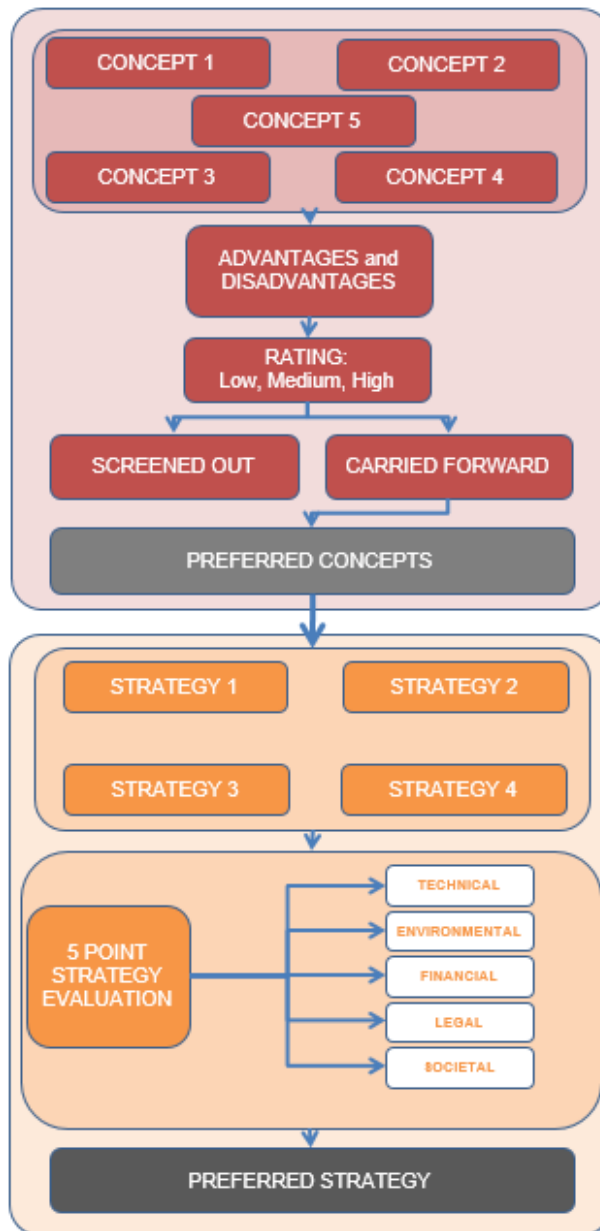 CONCEPT 1
CONCEPT 2
CONCEPT 5
CONCEPT 3
CONCEPT 4
ADVANTAGES and
DISADVANTAGES
RATING:
Low, Medium, High
SCREENED OUT
CARRIED FORWARD
PREFERRED CONCEPTS
STRATEGY 1
STRATEGY 2
STRATEGY 3
STRATEGY 4
5 POINT
STRATEGY
EVALUATION
TECHNICAL
ENVIRONMENTAL
FINANCIAL
LEGAL
SOCIETAL
PREFERRED STRATEGY